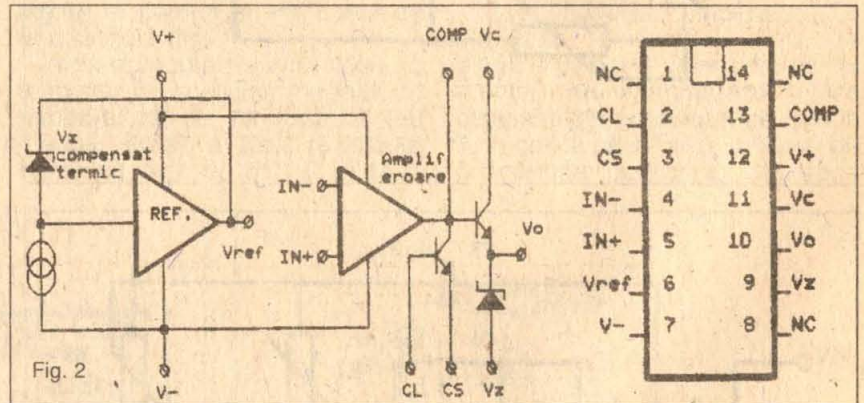 V+
COMP Vc
Vz
compensat
termic
REF.
Vref
IN-
IN+
Amplif
eroare
Vo
Fig. 2
V-
CL CS Vz
NC 1 14 NC
CL 2 13 COMP
CS 3 12 V+
IN- 4 11 Vc
IN+ 5 10 Vo
Vref 6 9 Vz
V- 7 8 NC